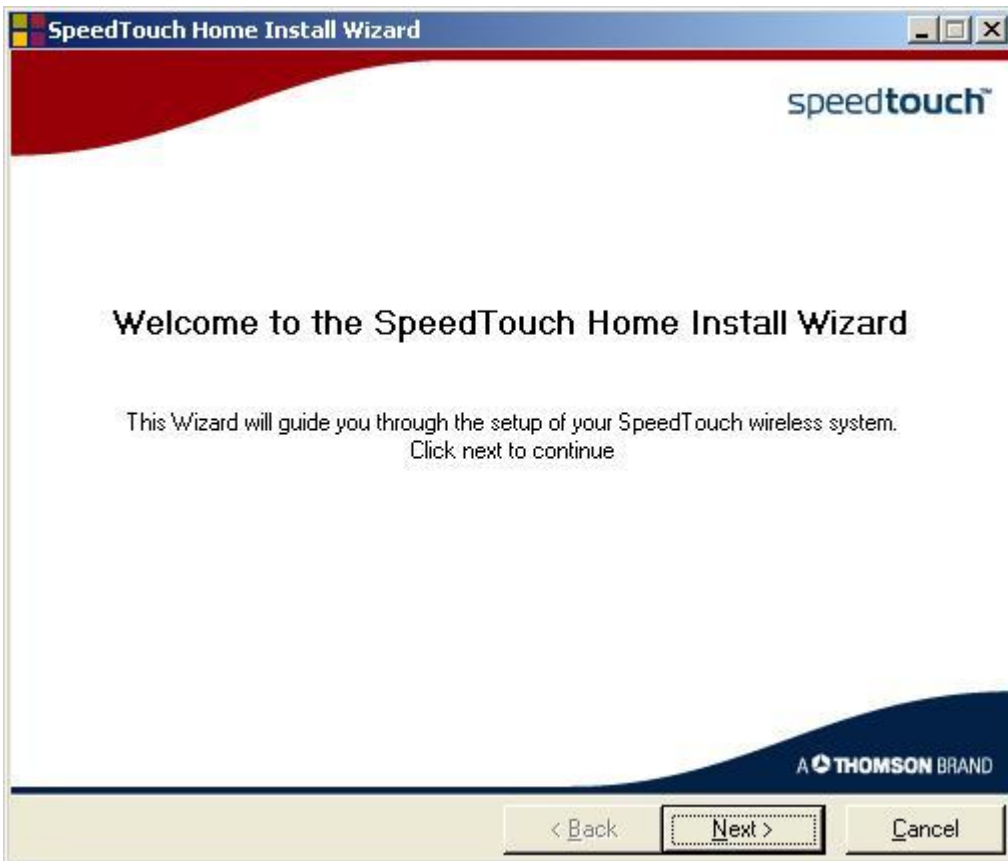 SpeedTouch Home Install Wizard
speedtouch™
Welcome to the SpeedTouch Home Install Wizard
This Wizard will guide you through the setup of your SpeedTouch wireless system.
Click next to continue
A THOMSON BRAND
< Back Next > Cancel